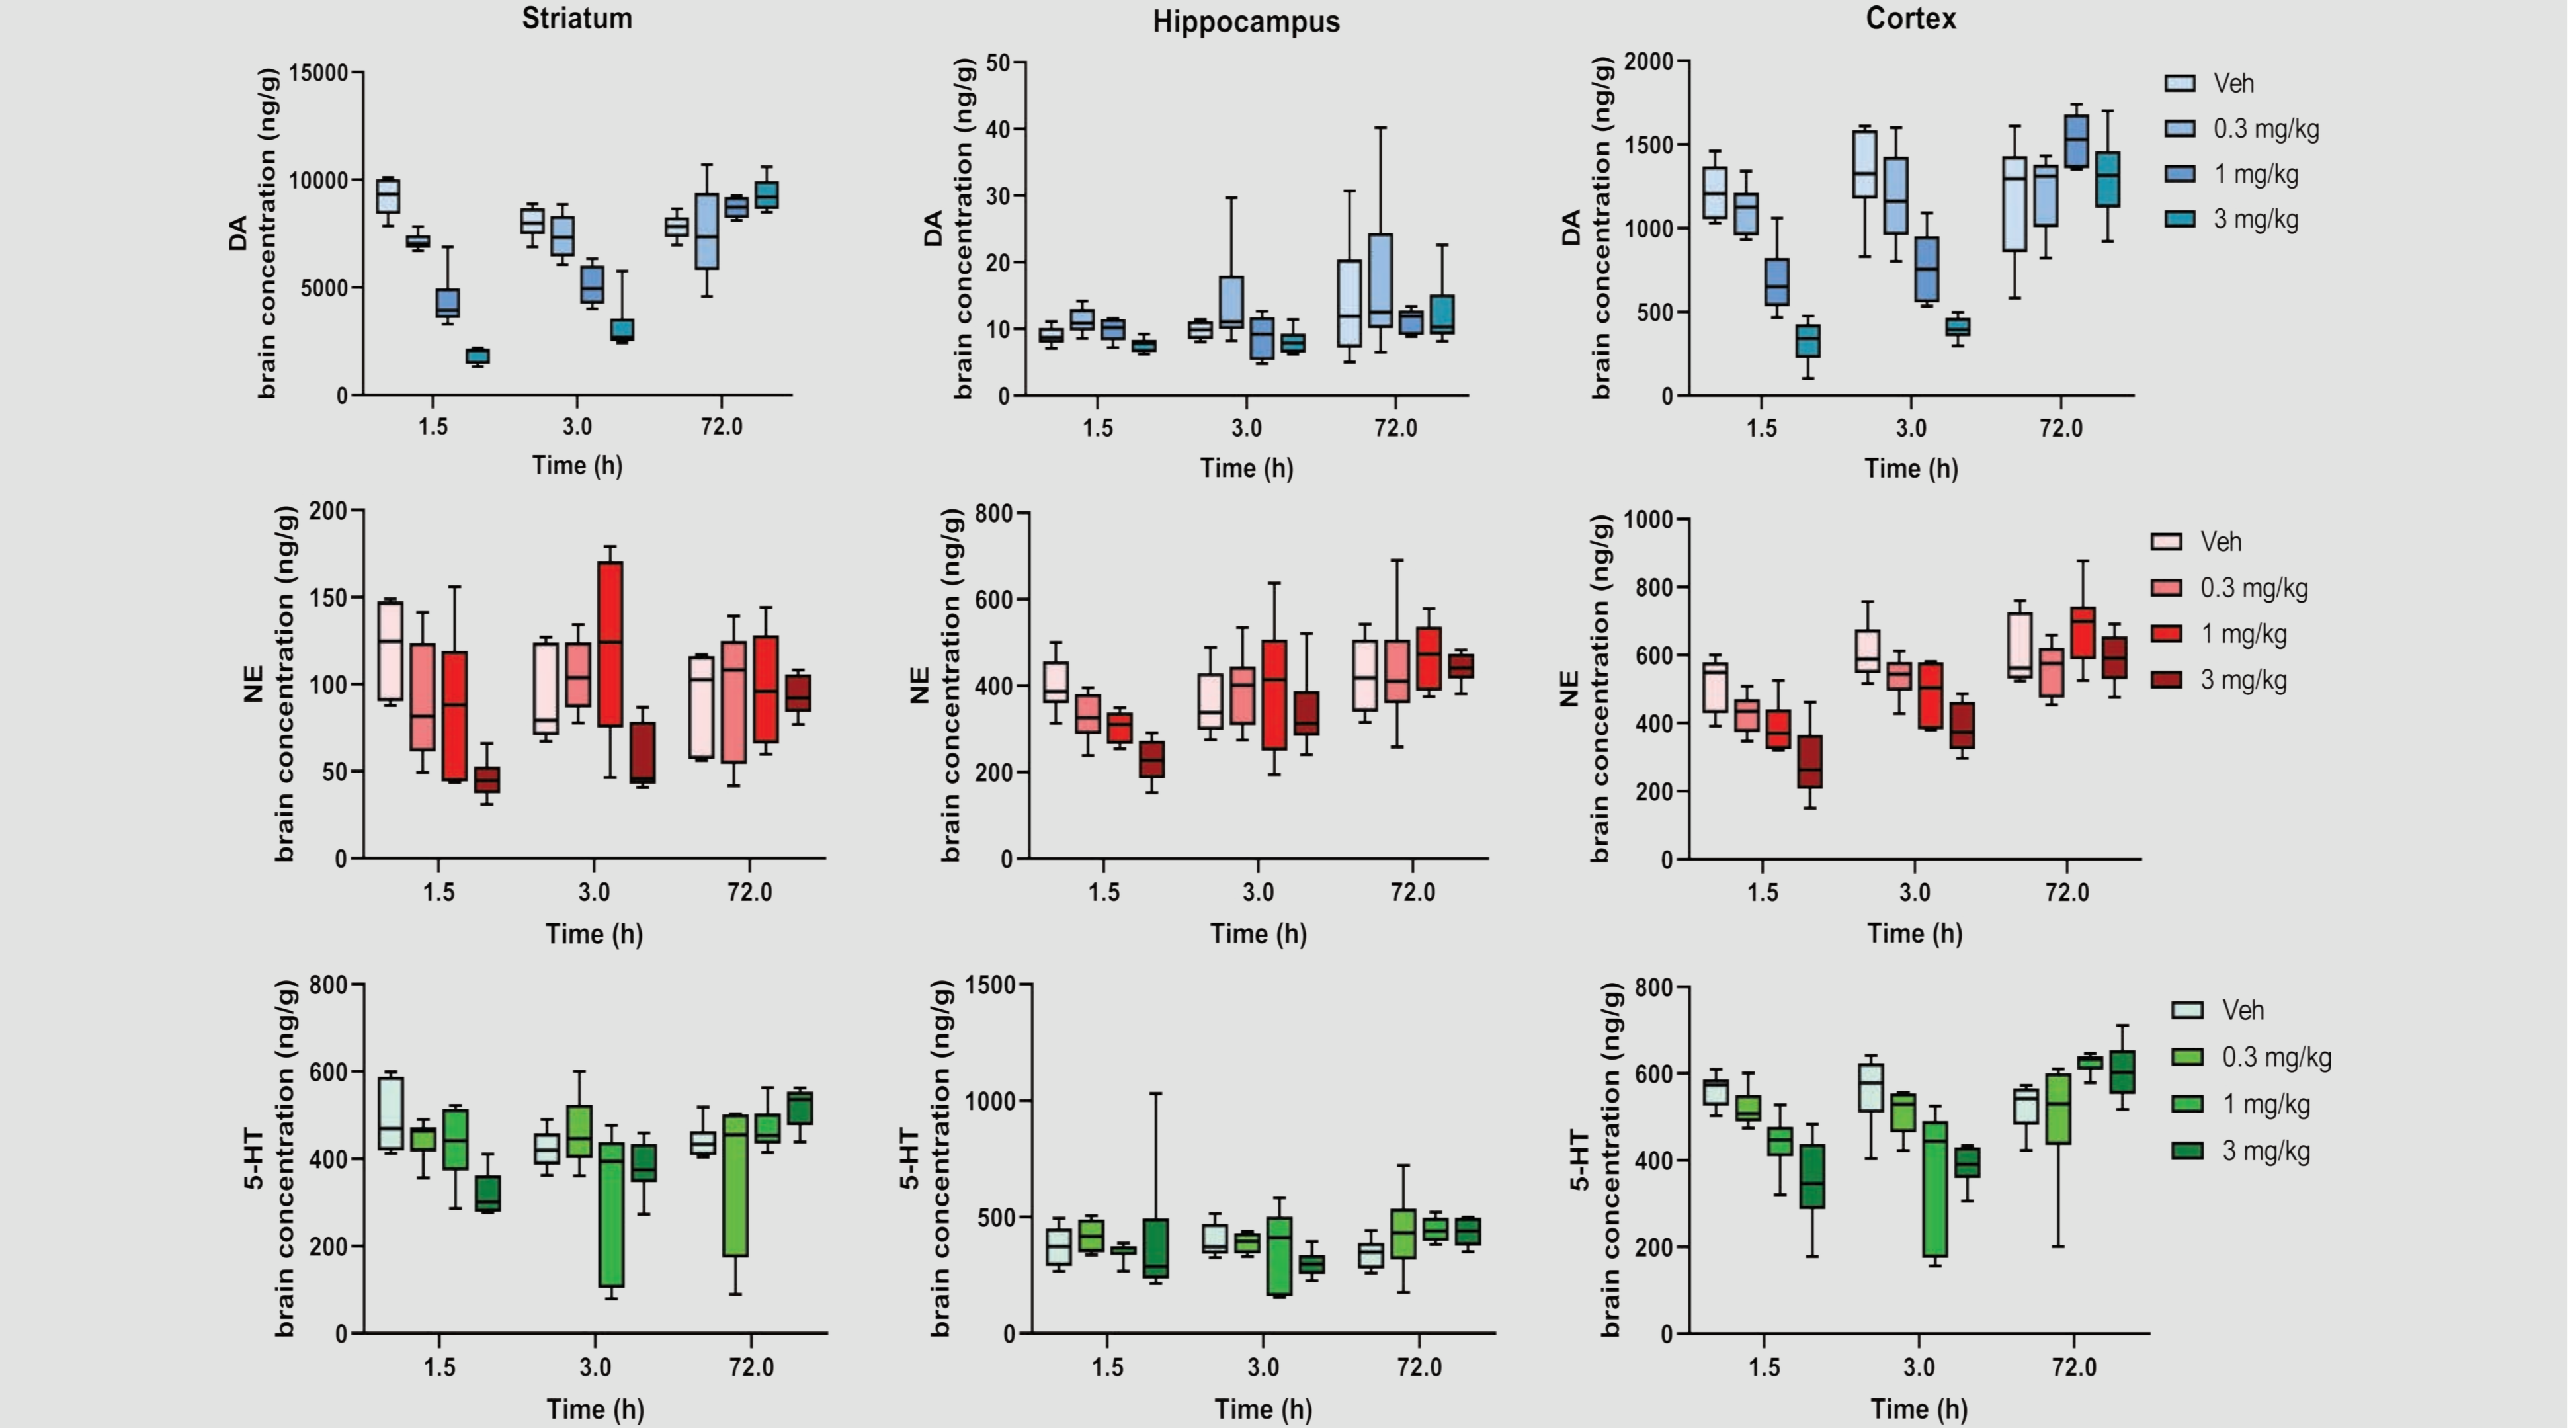 Striatum
Hippocampus
Cortex
DA
brain concentration (ng/g)
15000
10000
5000
0
1.5
3.0
72.0
Time (h)
DA
brain concentration (ng/g)
50
40
30
20
10
0
1.5
3.0
72.0
Time (h)
DA
brain concentration (ng/g)
2000
1500
1000
500
0
1.5
3.0
72.0
Time (h)
Veh
0.3 mg/kg
1 mg/kg
3 mg/kg
NE
brain concentration (ng/g)
200
150
100
50
0
1.5
3.0
72.0
Time (h)
NE
brain concentration (ng/g)
800
600
400
200
0
1.5
3.0
72.0
Time (h)
NE
brain concentration (ng/g)
1000
800
600
400
200
0
1.5
3.0
72.0
Time (h)
Veh
0.3 mg/kg
1 mg/kg
3 mg/kg
5-HT
brain concentration (ng/g)
800
600
400
200
0
1.5
3.0
72.0
Time (h)
5-HT
brain concentration (ng/g)
1500
1000
500
0
1.5
3.0
72.0
Time (h)
5-HT
brain concentration (ng/g)
800
600
400
200
0
1.5
3.0
72.0
Time (h)
Veh
0.3 mg/kg
1 mg/kg
3 mg/kg